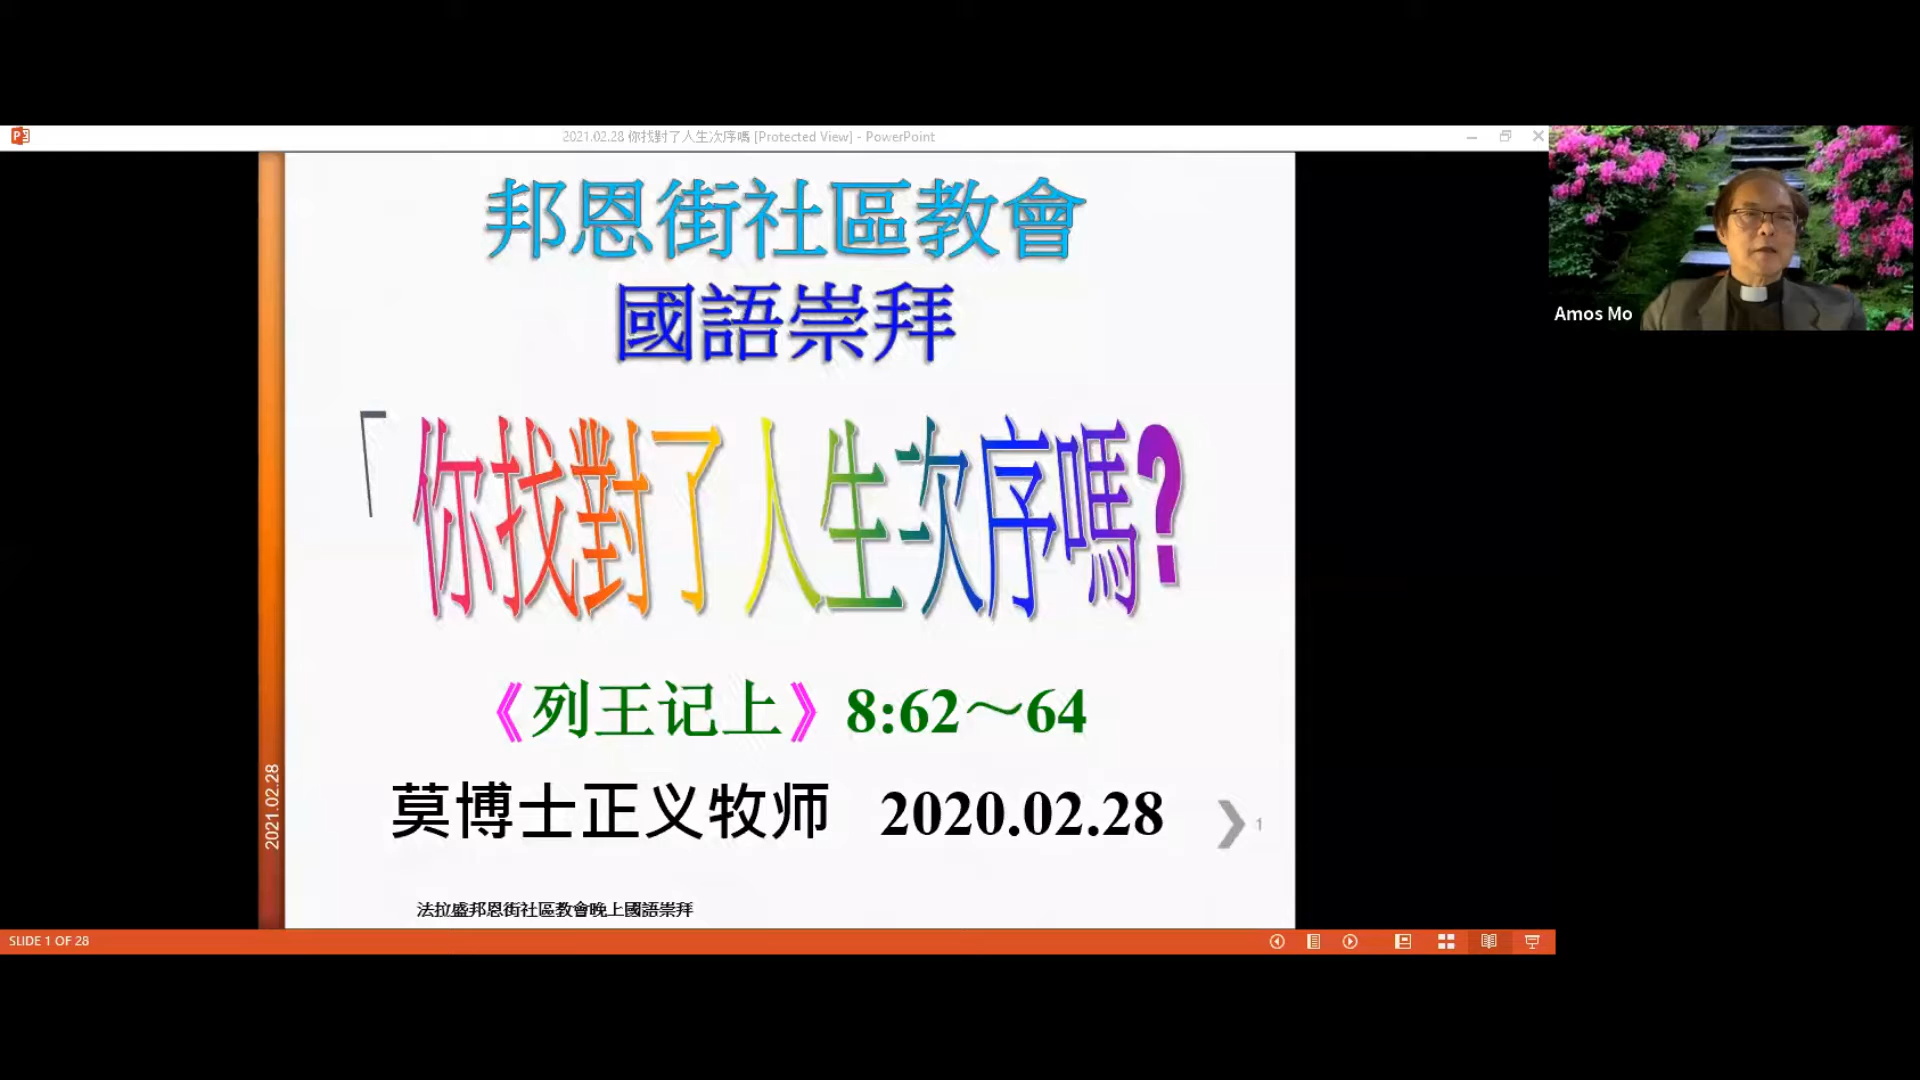 2021.02.28 你找對了人生次序嗎 [Protected View] - PowerPoint
邦恩街社區教會
國語崇拜
「你找對了人生次序嗎?
《列王记上》8:62～64
莫博士正义牧师 2020.02.28
1
2021.02.28
法拉盛邦恩街社區教會晚上國語崇拜
SLIDE 1 OF 28
Amos Mo